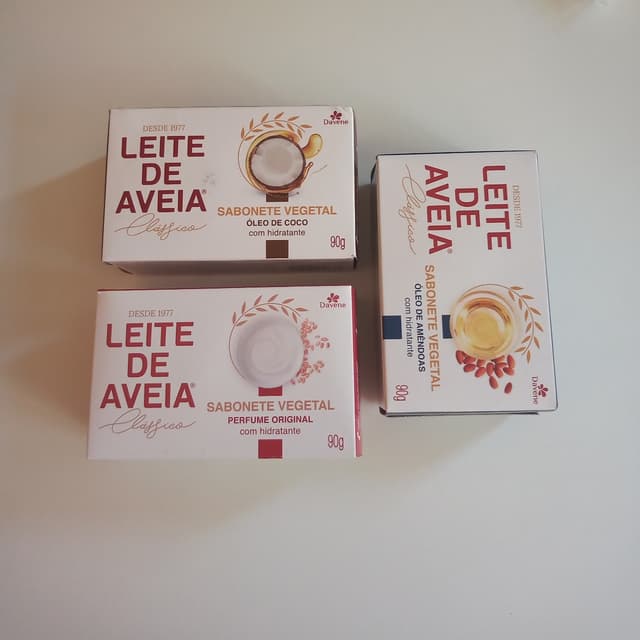 DESDE 1977
LEITE
DE
AVEIA®
Clássico
Davene
SABONETE VEGETAL
ÓLEO DE COCO
com hidratante
90g
DESDE 1977
LEITE
DE
AVEIA®
Clássico
Davene
SABONETE VEGETAL
PERFUME ORIGINAL
com hidratante
90g
DESDE 1977
LEITE
DE
AVEIA®
Clássico
SABONETE VEGETAL
ÓLEO DE AMÊNDOAS
com hidratante
90g
Davene